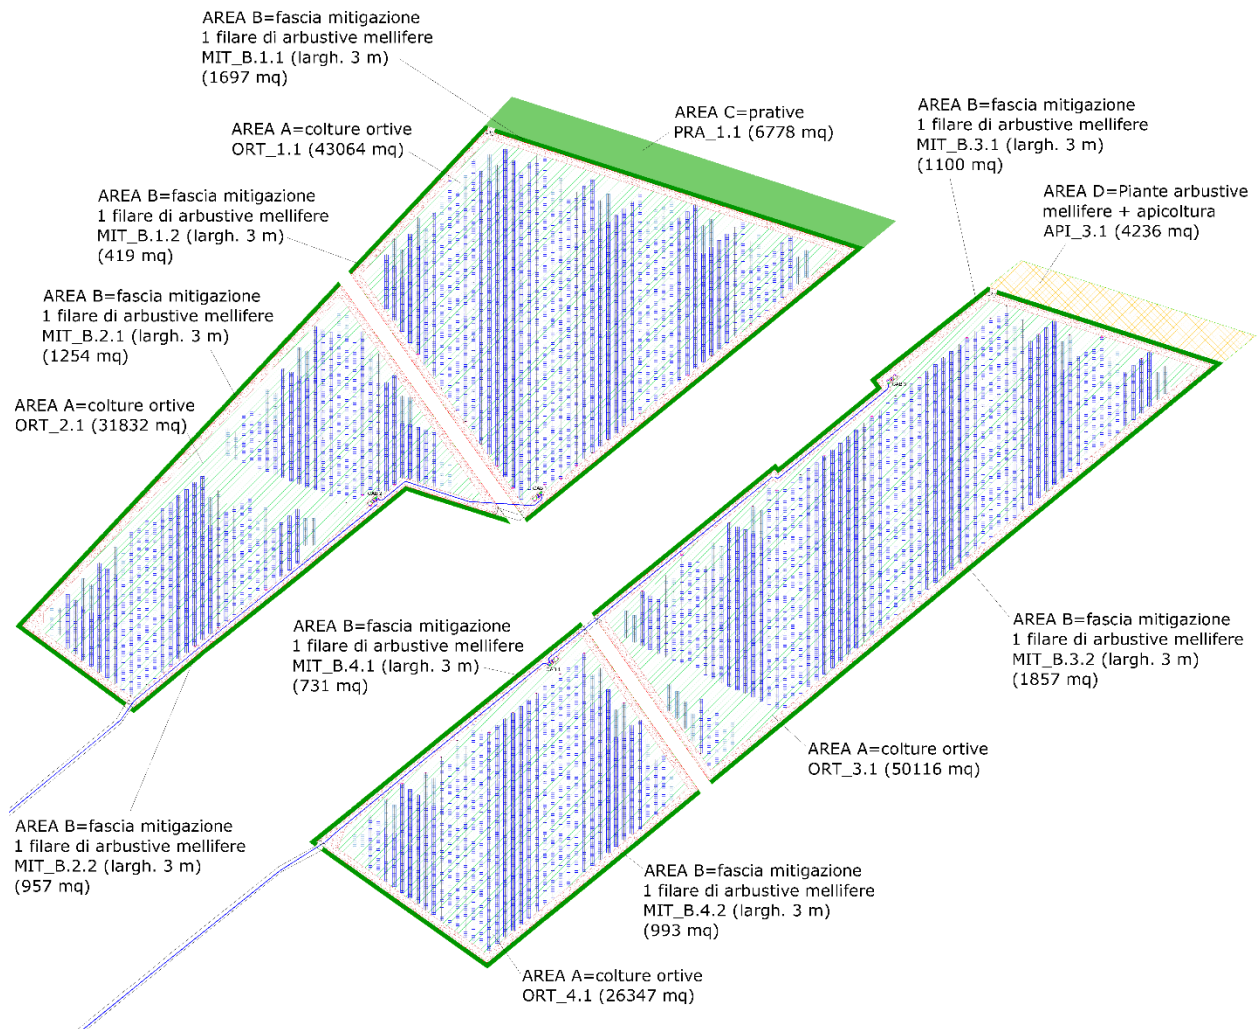 AREA B=fascia mitigazione
1 filare di arbustive mellifere
MIT_B.1.1 (largh. 3 m)
(1697 mq)
AREA C=prative
PRA_1.1 (6778 mq)
AREA B=fascia mitigazione
1 filare di arbustive mellifere
MIT_B.3.1 (largh. 3 m)
(1100 mq)
AREA A=colture ortive
ORT_1.1 (43064 mq)
AREA D=Piante arbustive
mellifere + apicoltura
API_3.1 (4236 mq)
AREA B=fascia mitigazione
1 filare di arbustive mellifere
MIT_B.1.2 (largh. 3 m)
(419 mq)
AREA B=fascia mitigazione
1 filare di arbustive mellifere
MIT_B.2.1 (largh. 3 m)
(1254 mq)
AREA A=colture ortive
ORT_2.1 (31832 mq)
AREA B=fascia mitigazione
1 filare di arbustive mellifere
MIT_B.4.1 (largh. 3 m)
(731 mq)
AREA B=fascia mitigazione
1 filare di arbustive mellifere
MIT_B.3.2 (largh. 3 m)
(1857 mq)
AREA A=colture ortive
ORT_3.1 (50116 mq)
AREA B=fascia mitigazione
1 filare di arbustive mellifere
MIT_B.2.2 (largh. 3 m)
(957 mq)
AREA B=fascia mitigazione
1 filare di arbustive mellifere
MIT_B.4.2 (largh. 3 m)
(993 mq)
AREA A=colture ortive
ORT_4.1 (26347 mq)